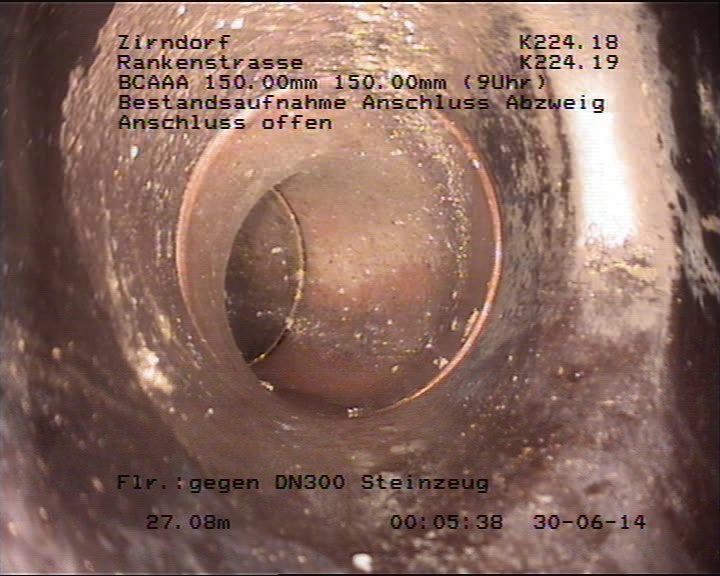 Zirndorf K224.18
Rankenstrasse K224.19
BCAAA 150.00mm 150.00mm (9Uhr)
Bestandsaufnahme Anschluss Abzweig
Anschluss offen
Flr.:gegen DN300 Steinzeug
27.08m 00:05:38 30-06-14